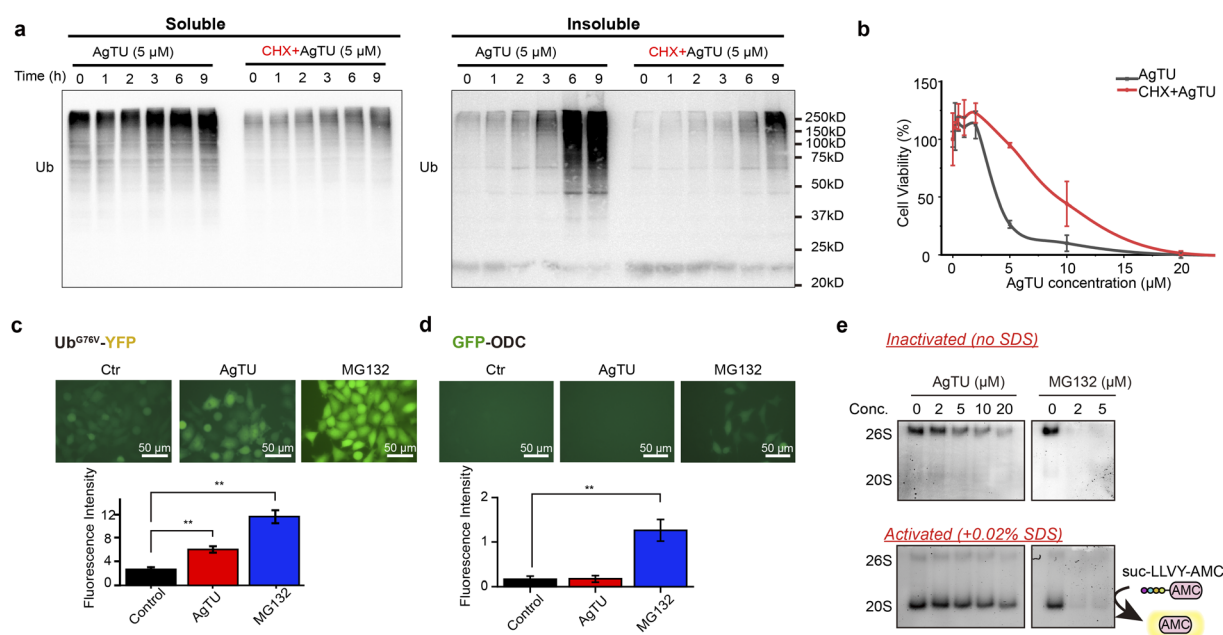 a
Soluble
Insoluble
AgTU (5 µM)
CHX+AgTU (5 µM)
AgTU (5 µM)
CHX+AgTU (5 µM)
Time (h)
0 1 2 3 6 9
0 1 2 3 6 9
0 1 2 3 6 9
0 1 2 3 6 9
Ub
Ub
250kD
150kD
100kD
75kD
50kD
37kD
25kD
20kD
b
AgTU
CHX+AgTU
Cell Viability (%)
150
100
50
0
0 5 10 15 20
AgTU concentration (µM)
c
UbG76V-YFP
Ctr
AgTU
MG132
50 µm
50 µm
50 µm
Fluorescence Intensity
12
8
4
0
**
**
Control
AgTU
MG132
d
GFP-ODC
Ctr
AgTU
MG132
50 µm
50 µm
50 µm
Fluorescence Intensity
2
1
0
**
Control
AgTU
MG132
e
Inactivated (no SDS)
AgTU (µM)
MG132 (µM)
Conc.
0 2 5 10 20
0 2 5
26S
20S
Activated (+0.02% SDS)
26S
20S
suc-LLVY-AMC
AMC
AMC